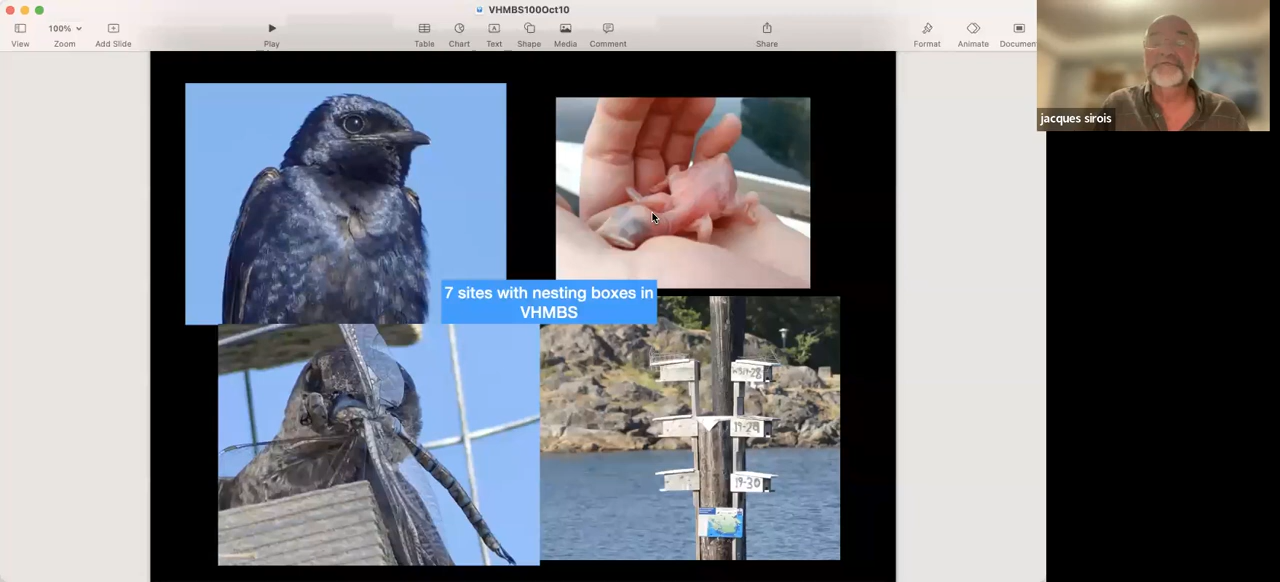 VHMBS100Oct10
100%
View
Zoom
Add Slide
Play
Table
Chart
Text
Shape
Media
Comment
Share
Format
Animate
Documen
jacques sirois
7 sites with nesting boxes in
VHMBS
19-28
19-29
19-30